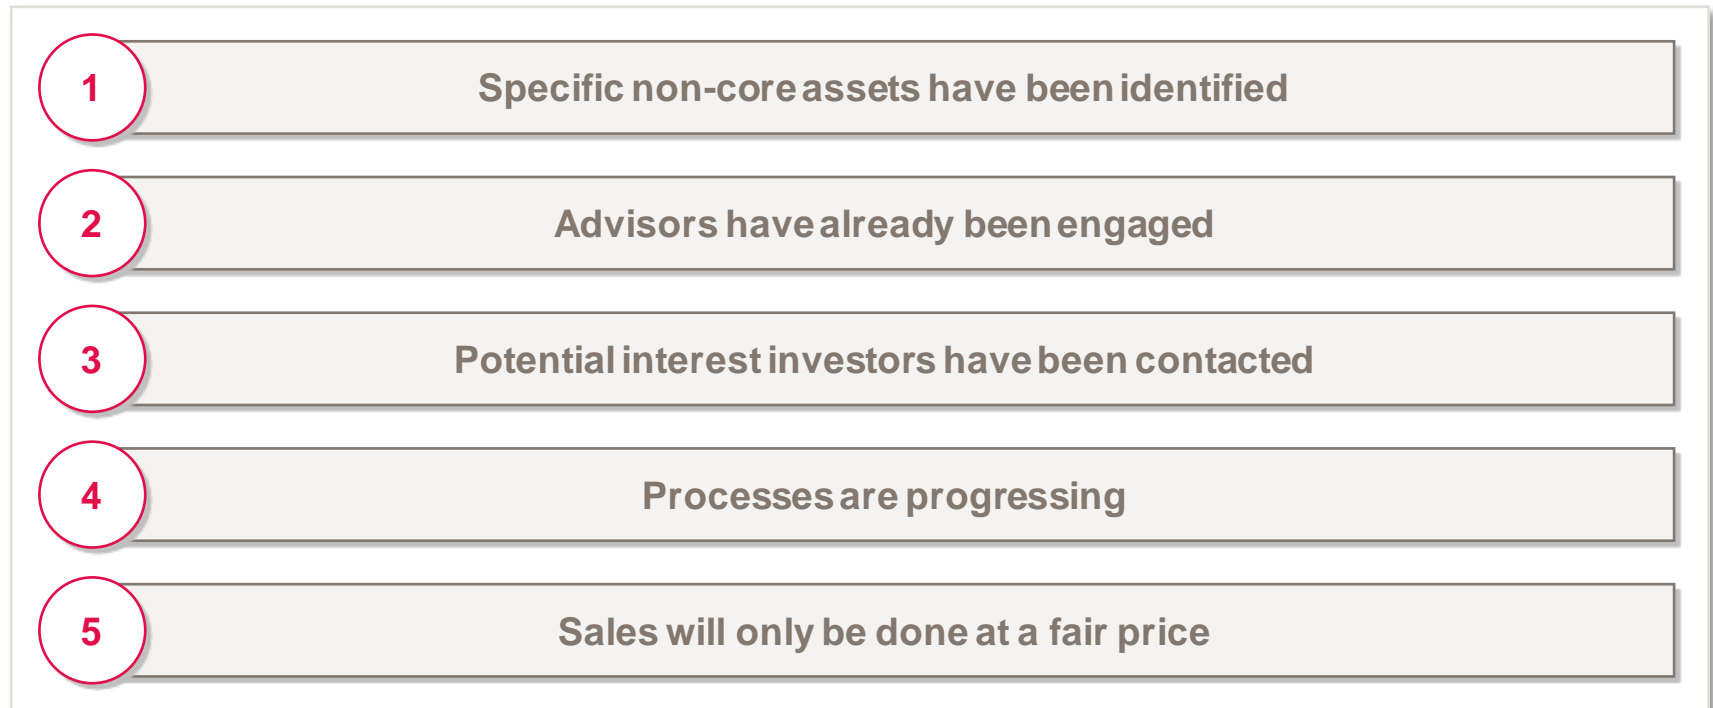 1
Specific non-core assets have been identified
2
Advisors have already been engaged
3
Potential interest investors have been contacted
4
Processes are progressing
5
Sales will only be done at a fair price